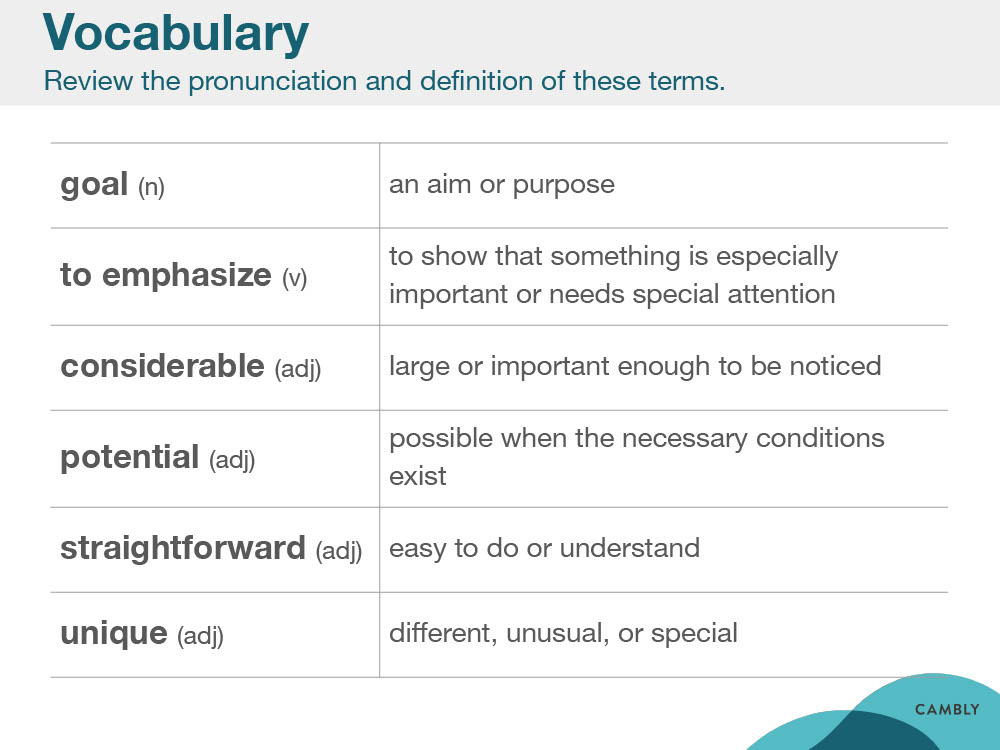 Vocabulary
Review the pronunciation and definition of these terms.
goal (n)
an aim or purpose
to emphasize (v)
to show that something is especially
important or needs special attention
considerable (adj)
large or important enough to be noticed
potential (adj)
possible when the necessary conditions
exist
straightforward (adj)
easy to do or understand
unique (adj)
different, unusual, or special
CAMBLY